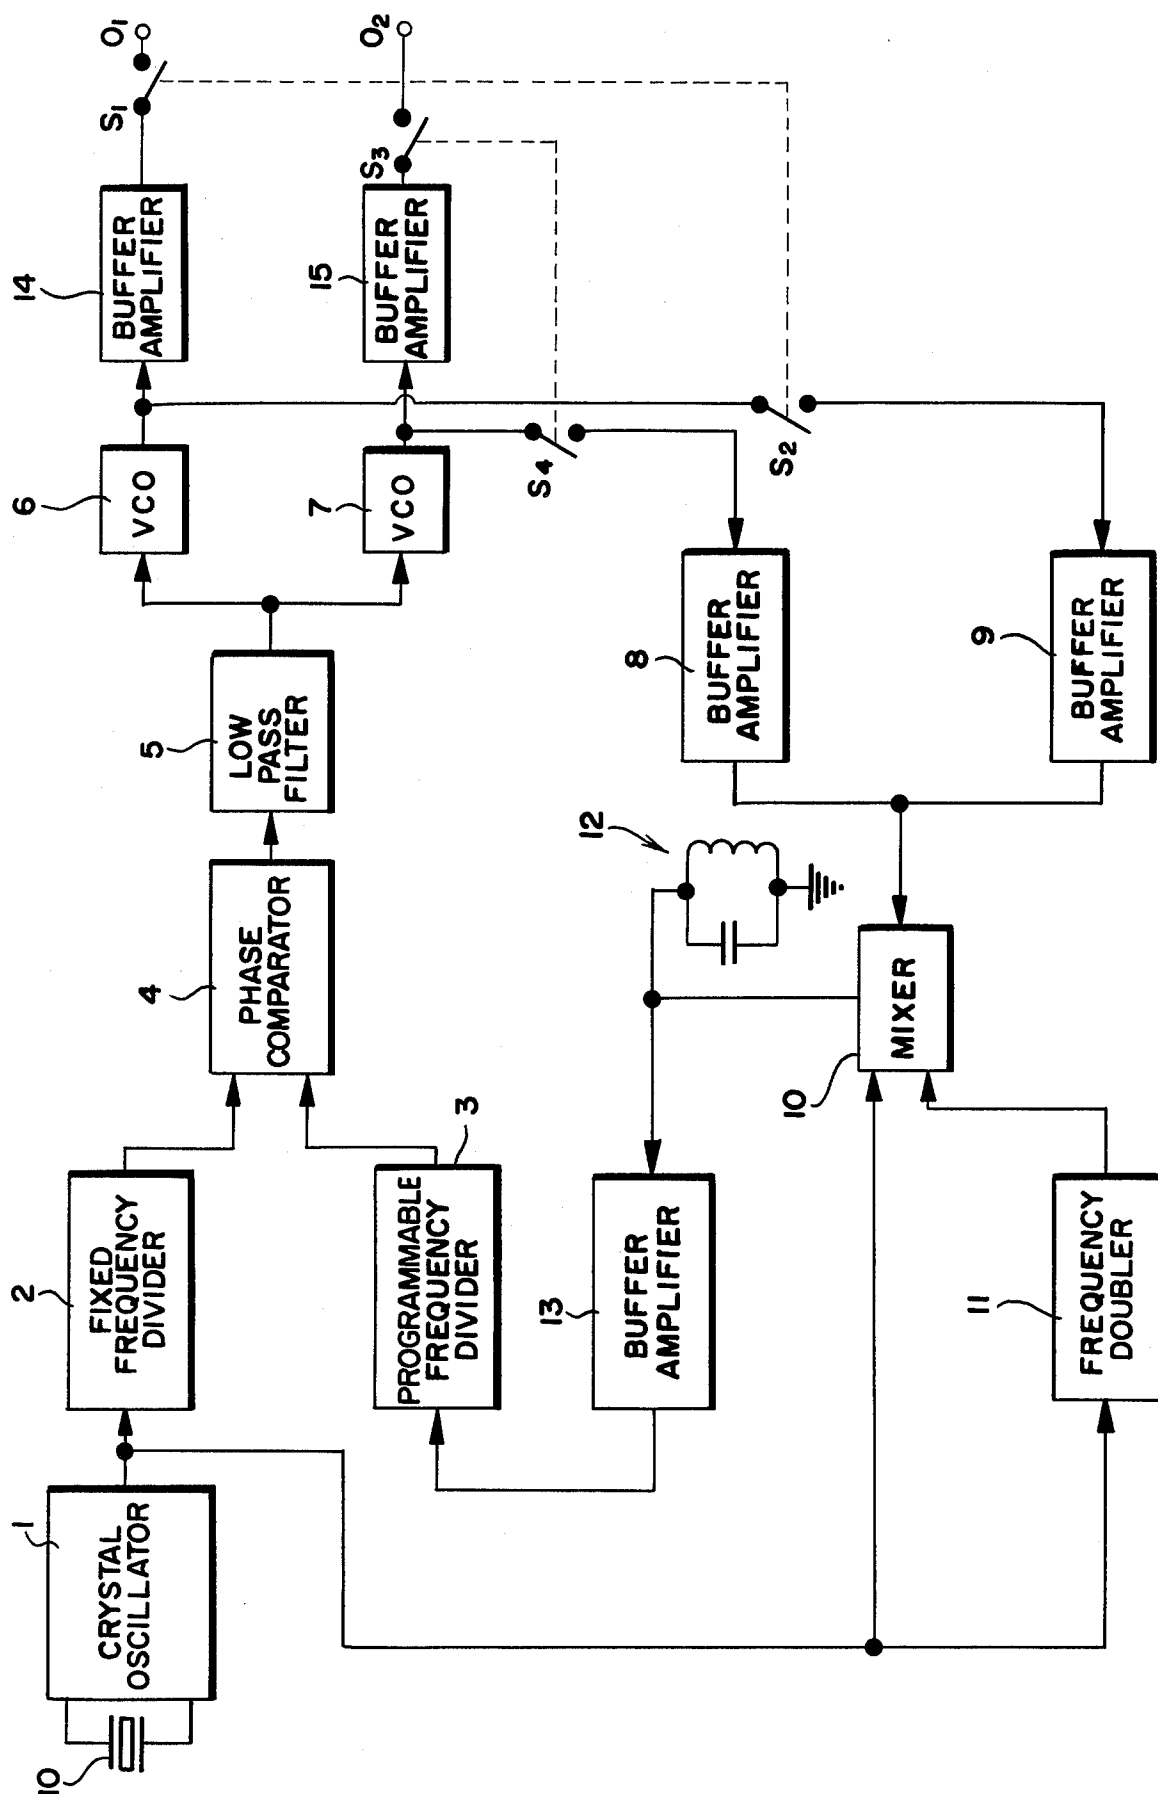 10
1
CRYSTAL
OSCILLATOR
2
FIXED
FREQUENCY
DIVIDER
3
PROGRAMMABLE
FREQUENCY
DIVIDER
4
PHASE
COMPARATOR
5
LOW
PASS
FILTER
6
VCO
7
VCO
14
BUFFER
AMPLIFIER
15
BUFFER
AMPLIFIER
S1
O1
S3
O2
S4
S2
8
BUFFER
AMPLIFIER
9
BUFFER
AMPLIFIER
12
10
MIXER
13
BUFFER
AMPLIFIER
11
FREQUENCY
DOUBLER